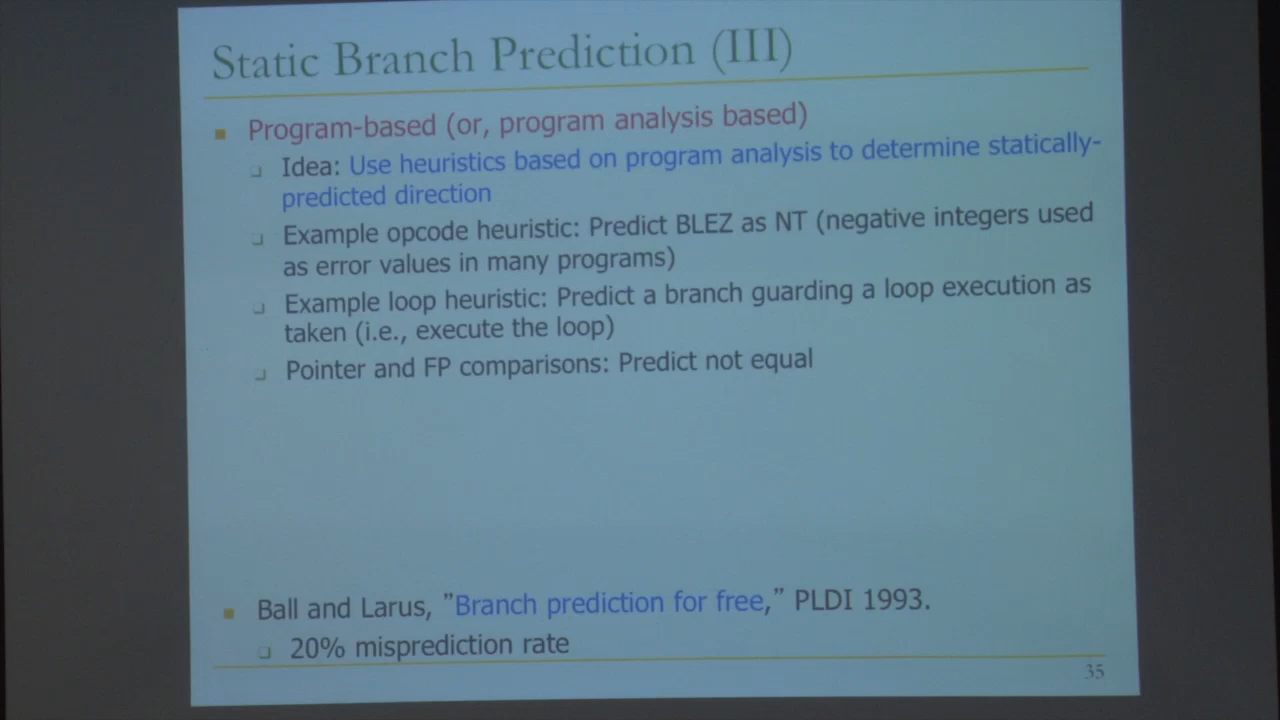 Static Branch Prediction (III)
Program-based (or, program analysis based)
Idea: Use heuristics based on program analysis to determine statically-
predicted direction
Example opcode heuristic: Predict BLEZ as NT (negative integers used
as error values in many programs)
Example loop heuristic: Predict a branch guarding a loop execution as
taken (i.e., execute the loop)
Pointer and FP comparisons: Predict not equal
Ball and Larus, ”Branch prediction for free,” PLDI 1993.
20% misprediction rate
35